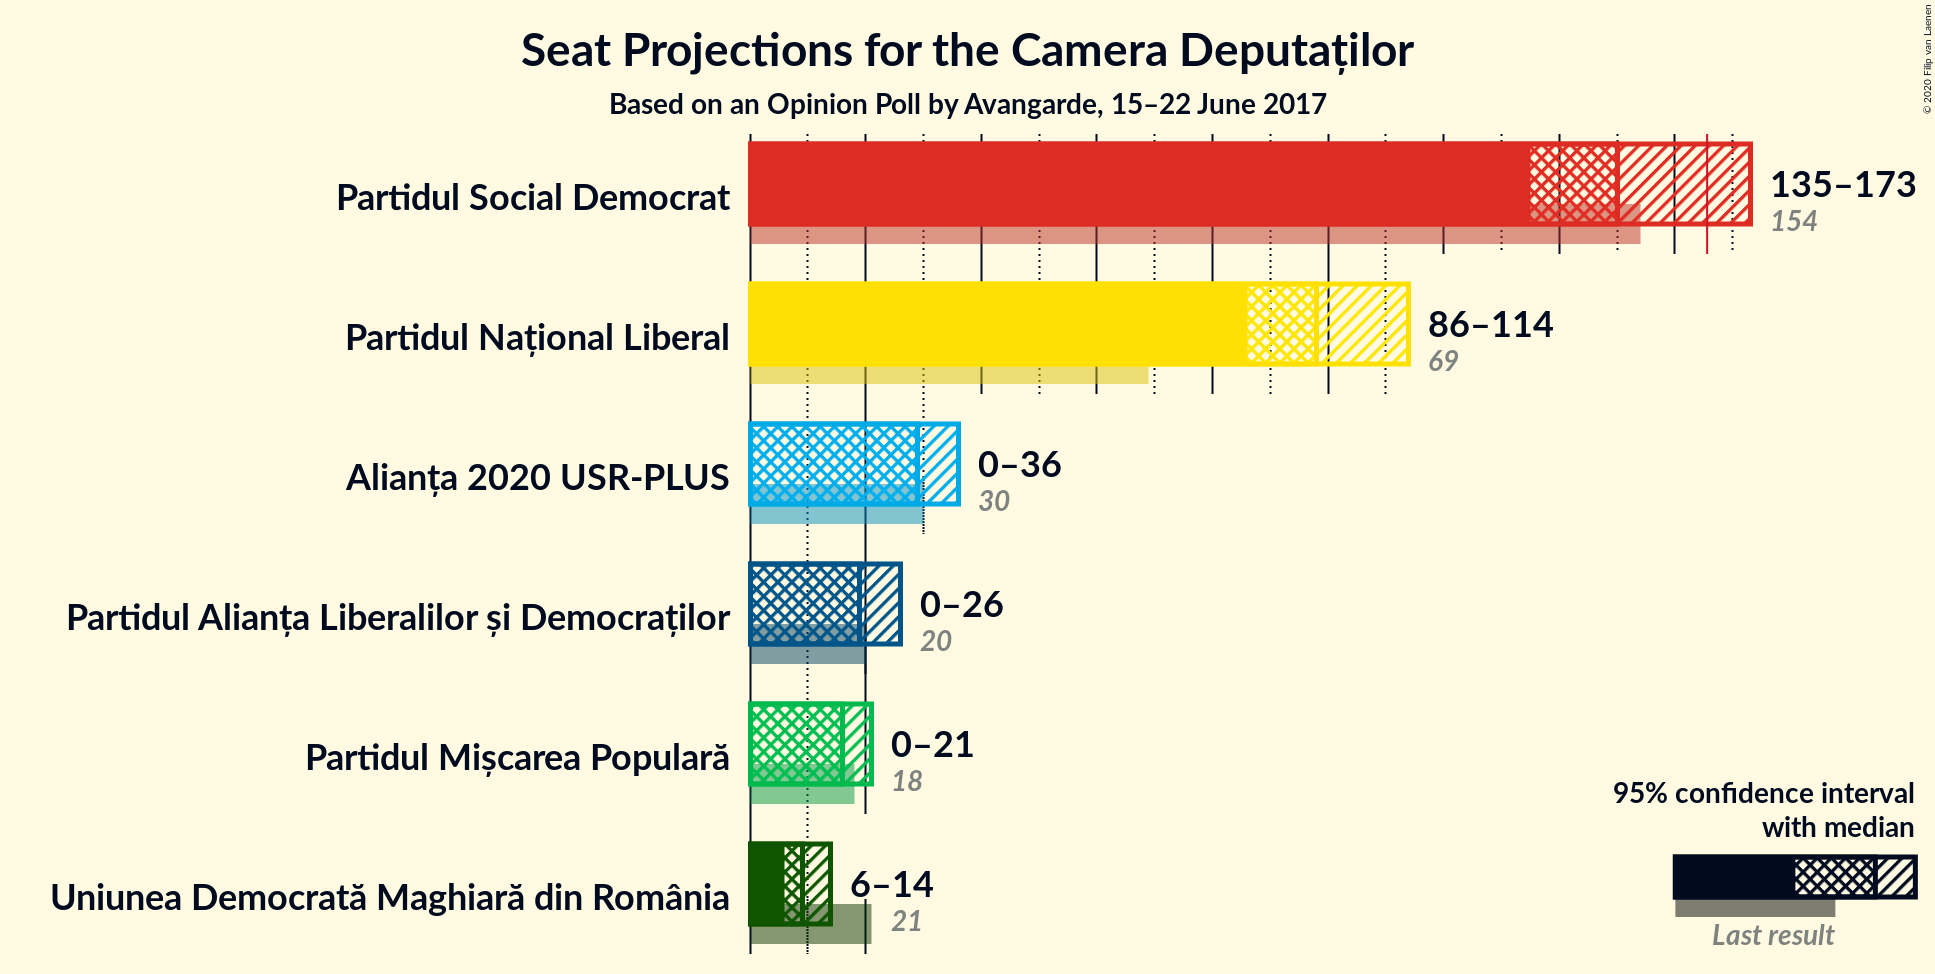 Seat Projections for the Camera Deputaților
Based on an Opinion Poll by Avangarde, 15–22 June 2017
© 2020 Filip van Laenen
Partidul Social Democrat
135–173
154
Partidul Național Liberal
86–114
69
Alianța 2020 USR-PLUS
0–36
30
Partidul Alianța Liberalilor și Democraților
0–26
20
Partidul Mișcarea Populară
0–21
18
Uniunea Democrată Maghiară din România
6–14
21
95% confidence interval
with median
Last result